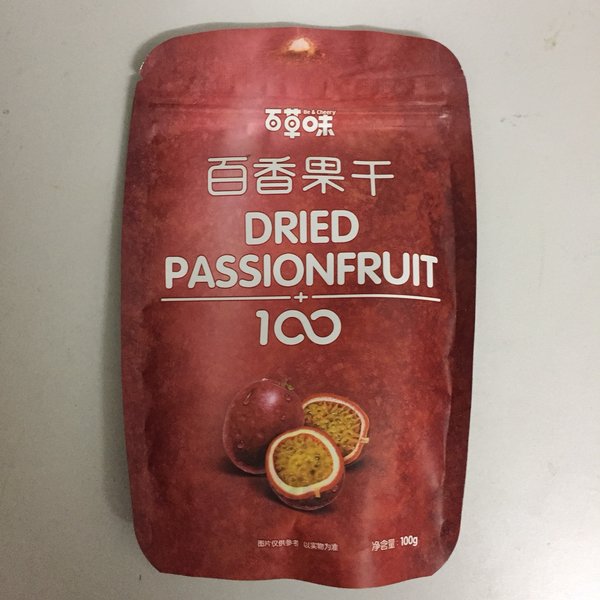 Be & Cheery
百草味
百香果干
DRIED
PASSIONFRUIT
+
100
图片仅供参考 以实物为准
净含量: 100g